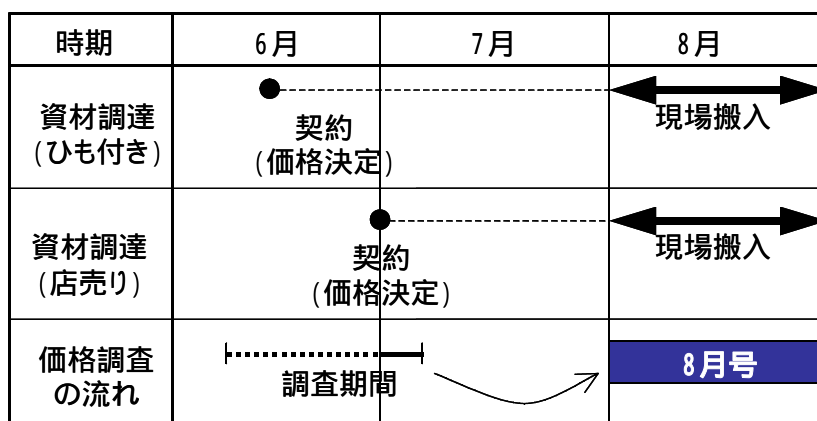 時期
6月
7月
8月
資材調達
(ひも付き)
契約
(価格決定)
現場搬入
資材調達
(店売り)
契約
(価格決定)
現場搬入
価格調査
の流れ
調査期間
8月号